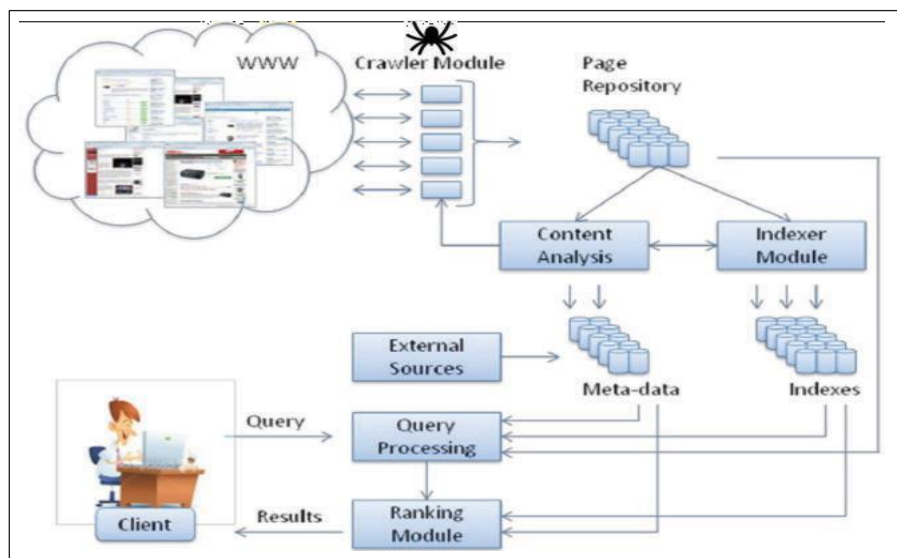 WWW
Crawler Module
Page
Repository
Content
Analysis
Indexer
Module
External
Sources
Meta-data
Indexes
Query
Query
Processing
Client
Results
Ranking
Module